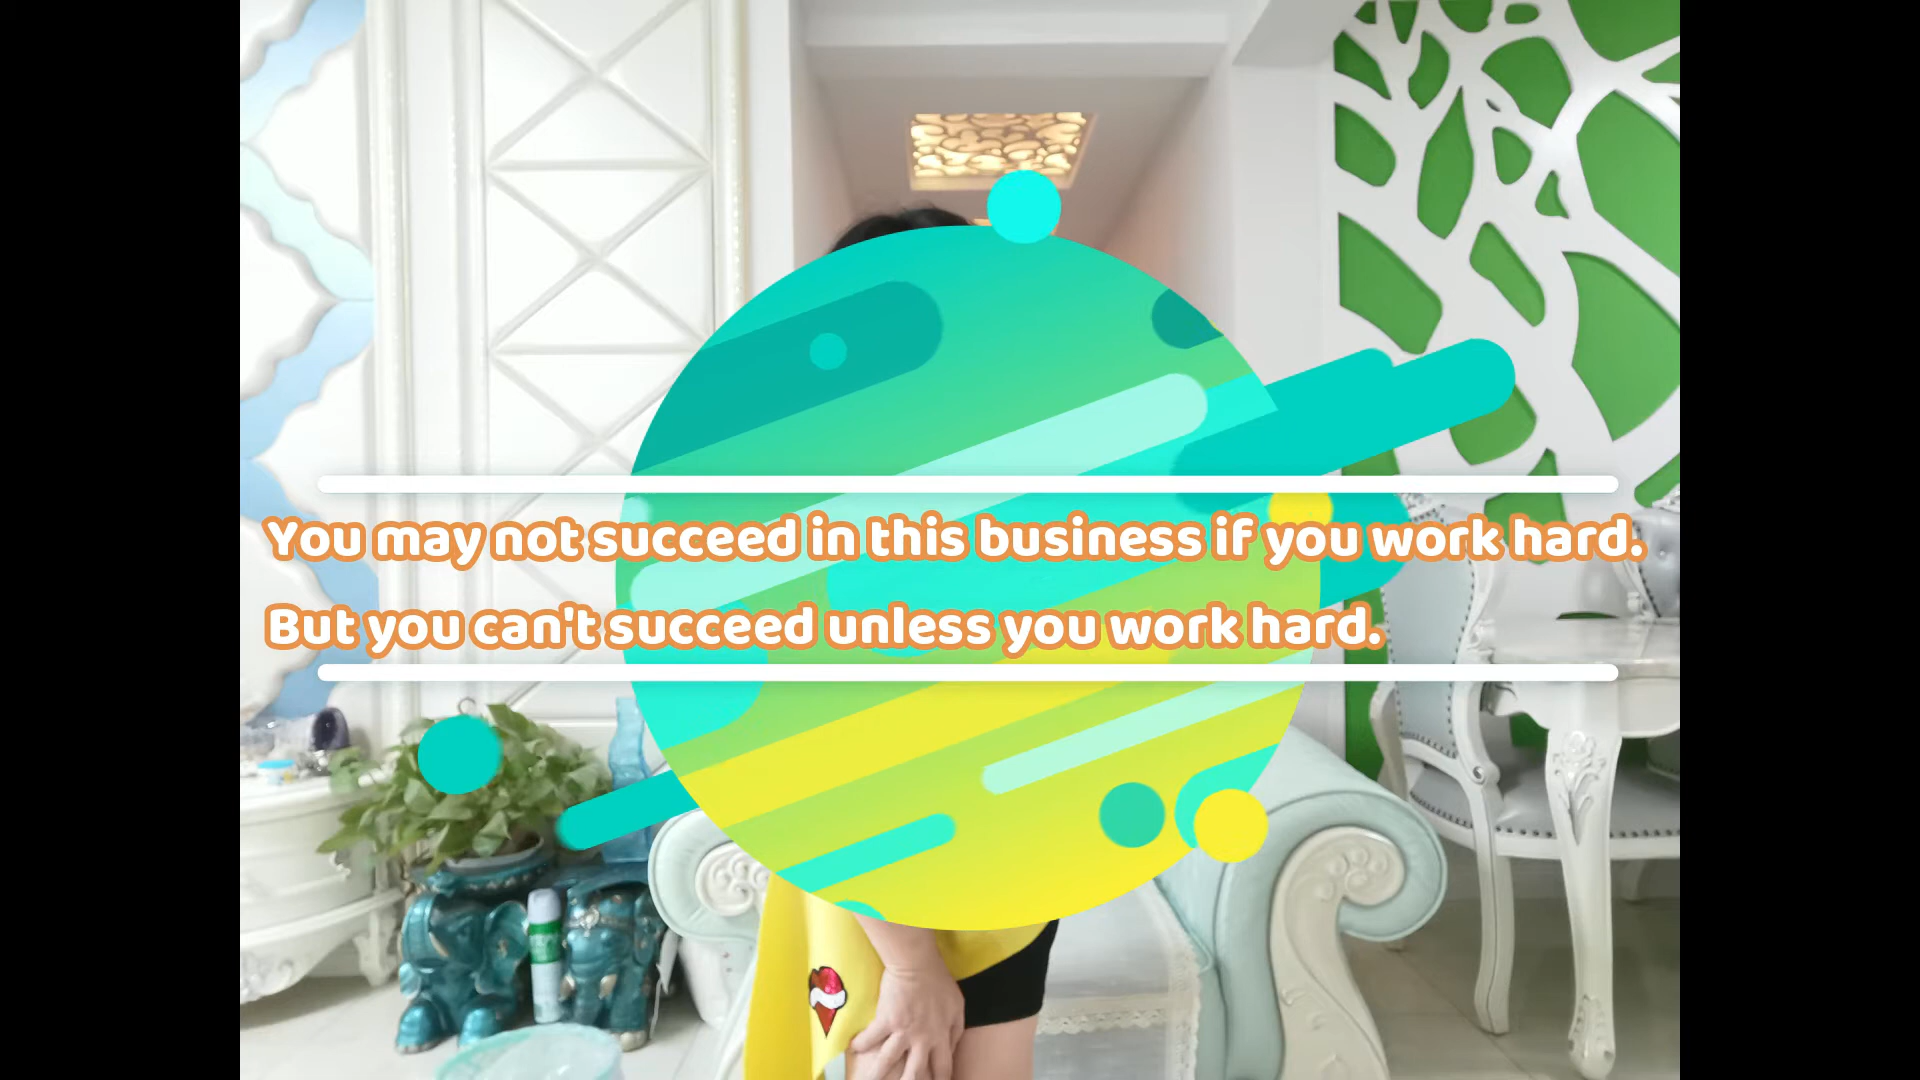 You may not succeed in this business if you work hard.
But you can't succeed unless you work hard.